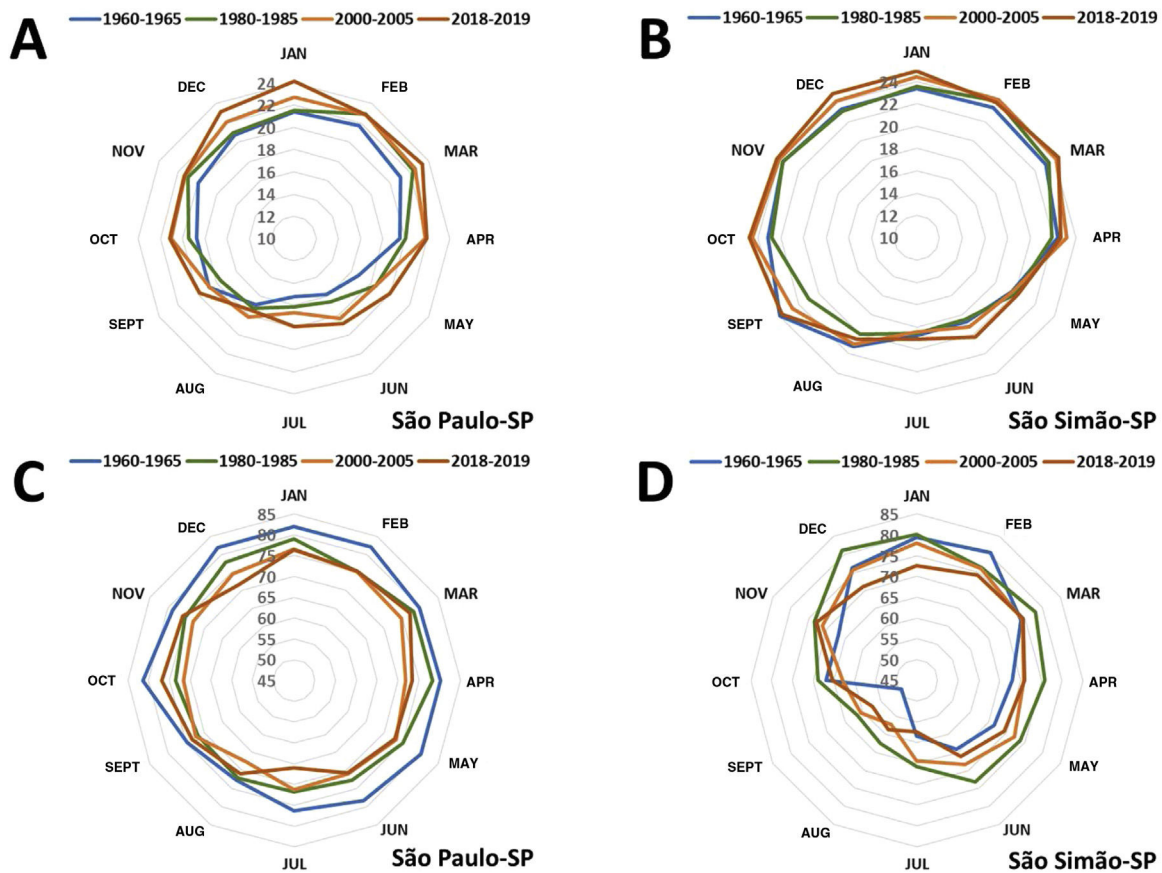 1960-1965 1980-1985 2000-2005 2018-2019
A
JAN
FEB
MAR
APR
MAY
JUN
JUL
AUG
SEPT
OCT
NOV
DEC
24
22
20
18
16
14
12
10
São Paulo-SP
1960-1965 1980-1985 2000-2005 2018-2019
B
JAN
FEB
MAR
APR
MAY
JUN
JUL
AUG
SEPT
OCT
NOV
DEC
24
22
20
18
16
14
12
10
São Simão-SP
1960-1965 1980-1985 2000-2005 2018-2019
C
JAN
FEB
MAR
APR
MAY
JUN
JUL
AUG
SEPT
OCT
NOV
DEC
85
80
75
70
65
60
55
50
45
São Paulo-SP
1960-1965 1980-1985 2000-2005 2018-2019
D
JAN
FEB
MAR
APR
MAY
JUN
JUL
AUG
SEPT
OCT
NOV
DEC
85
80
75
70
65
60
55
50
45
São Simão-SP